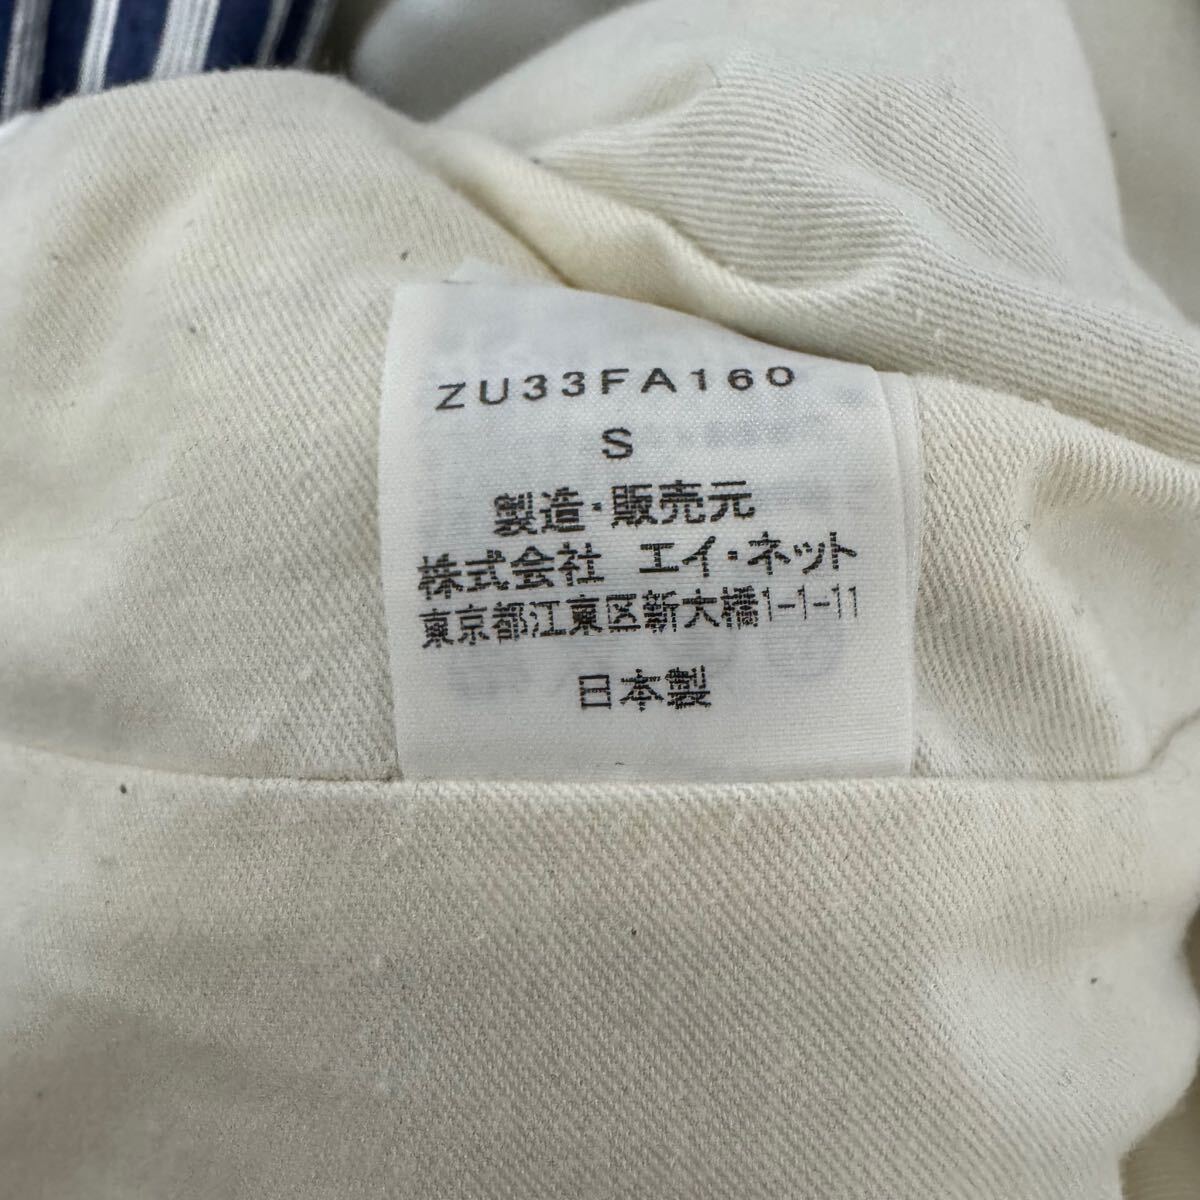 ZU33FA160
S
製造・販売元
株式会社 エイ・ネット
東京都江東区新大橋1-1-11
日本製